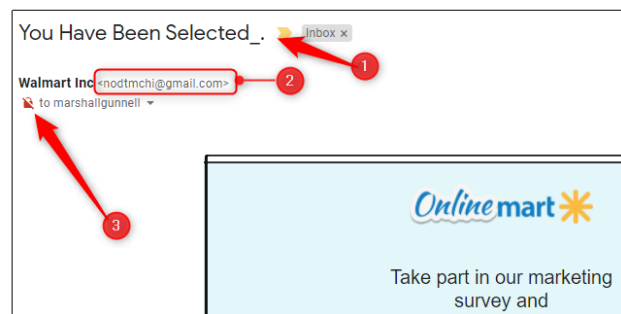 You Have Been Selected_.
Inbox x
1
Walmart Inc <nodtmchi@gmail.com>
2
to marshallgunnell
3
Onlinemart
Take part in our marketing
survey and